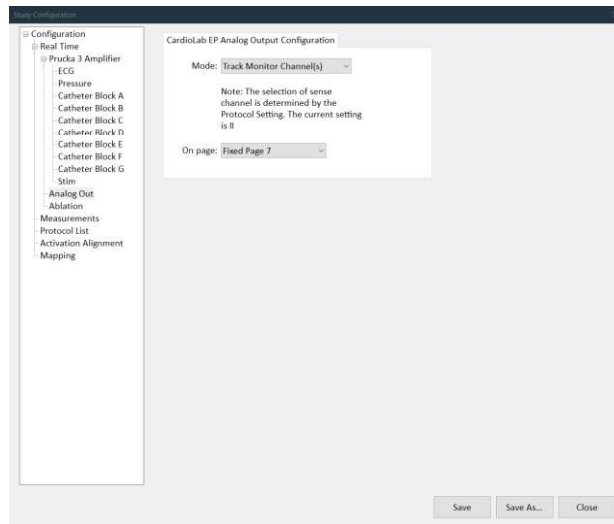 Study Configuration
Configuration
Real Time
Prucka 3 Amplifier
ECG
Pressure
Catheter Block A
Catheter Block B
Catheter Block C
Catheter Block D
Catheter Block E
Catheter Block F
Catheter Block G
Stim
Analog Out
Ablation
Measurements
Protocol List
Activation Alignment
Mapping
CardioLab EP Analog Output Configuration
Mode: Track Monitor Channel(s)
Note: The selection of sense
channel is determined by the
Protocol Setting. The current setting
is II
On page: Fixed Page 7
Save Save As... Close